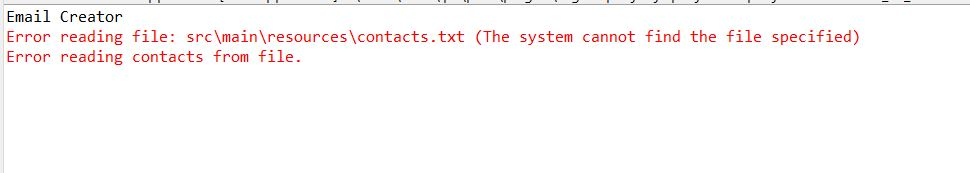 Email Creator
Error reading file: src\main\resources\contacts.txt (The system cannot find the file specified)
Error reading contacts from file.